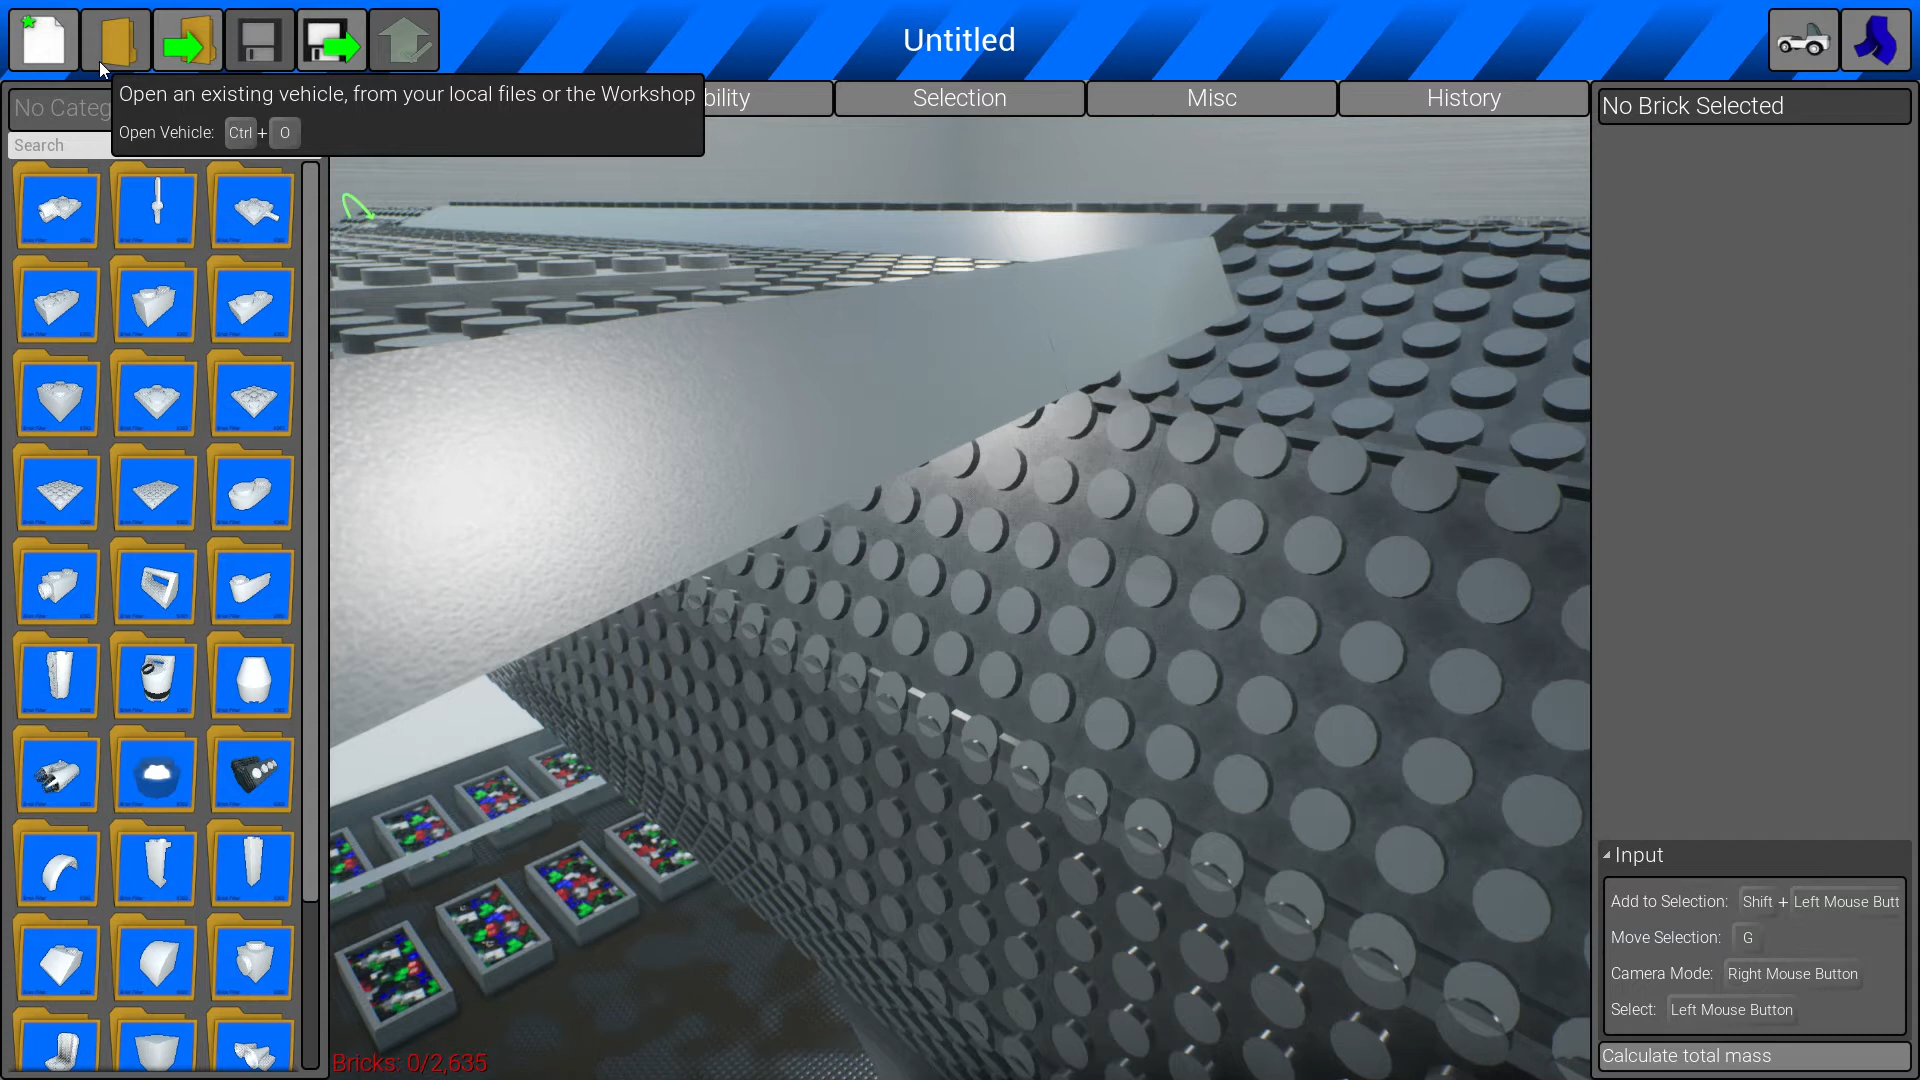 Untitled
Open an existing vehicle, from your local files or the Workshop
Open Vehicle: Ctrl + O
No Categ
bility
Selection
Misc
History
No Brick Selected
Search
Input
Add to Selection: Shift + Left Mouse Butt
Move Selection: G
Camera Mode: Right Mouse Button
Select: Left Mouse Button
Bricks: 0/2,635
Calculate total mass